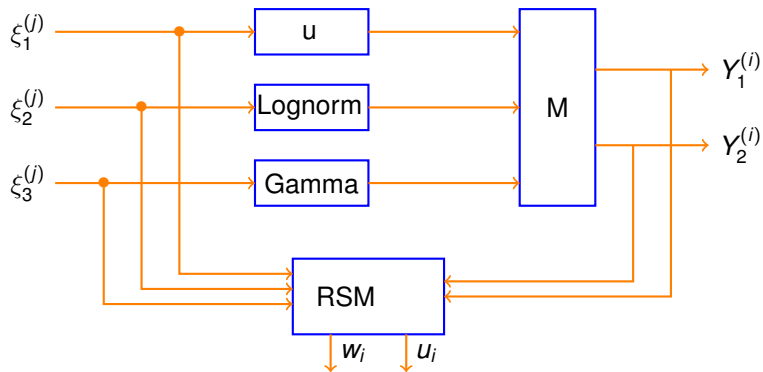 ξ₁⁽ʲ⁾ u M Y₁⁽ⁱ⁾
ξ₂⁽ʲ⁾ Lognorm Y₂⁽ⁱ⁾
ξ₃⁽ʲ⁾ Gamma
RSM
wᵢ uᵢ